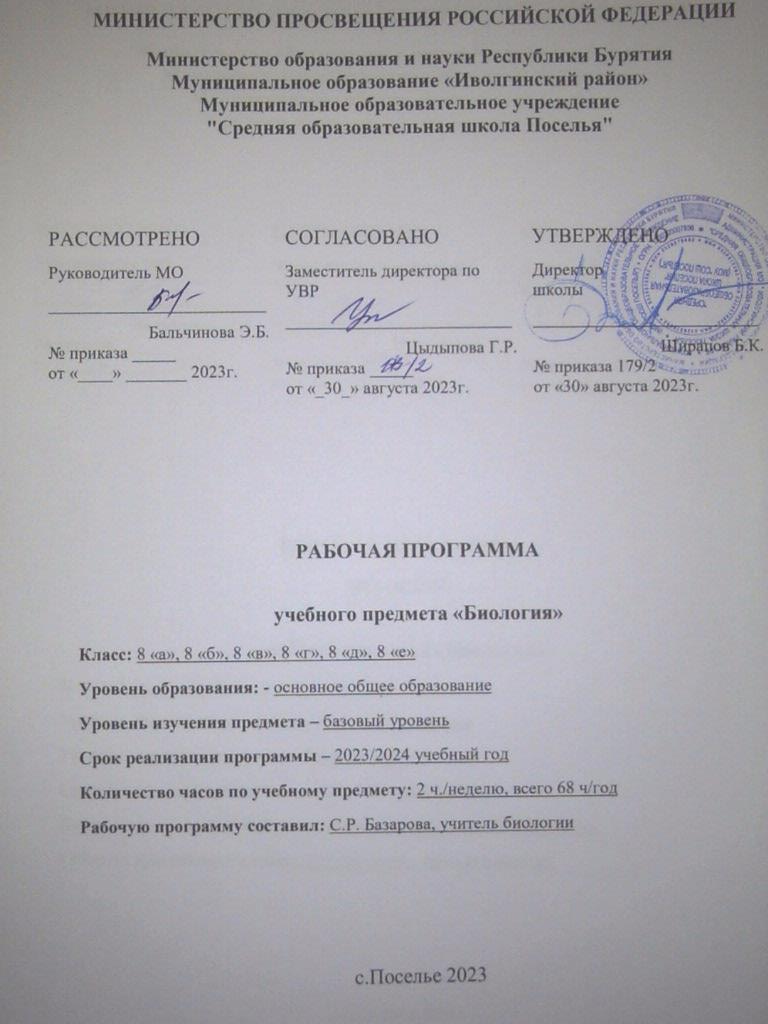 МИНИСТЕРСТВО ПРОСВЕЩЕНИЯ РОССИЙСКОЙ ФЕДЕРАЦИИ
Министерство образования и науки Республики Бурятия
Муниципальное образование «Иволгинский район»
Муниципальное образовательное учреждение
"Средняя образовательная школа Поселья"
РАССМОТРЕНО
Руководитель МО
Бальчинова Э.Б.
№ приказа _____
от «____» _______ 2023г.
СОГЛАСОВАНО
Заместитель директора по
УВР
Цыдыпова Г.Р.
№ приказа
от «_30_» августа 2023г.
УТВЕРЖДЕНО
Директор
школы
Ширапов Б.К.
№ приказа 179/2
от «30» августа 2023г.
РАБОЧАЯ ПРОГРАММА
учебного предмета «Биология»
Класс: 8 «а», 8 «б», 8 «в», 8 «г», 8 «д», 8 «е»
Уровень образования: - основное общее образование
Уровень изучения предмета – базовый уровень
Срок реализации программы – 2023/2024 учебный год
Количество часов по учебному предмету: 2 ч./неделю, всего 68 ч/год
Рабочую программу составил: С.Р. Базарова, учитель биологии
с.Поселье 2023